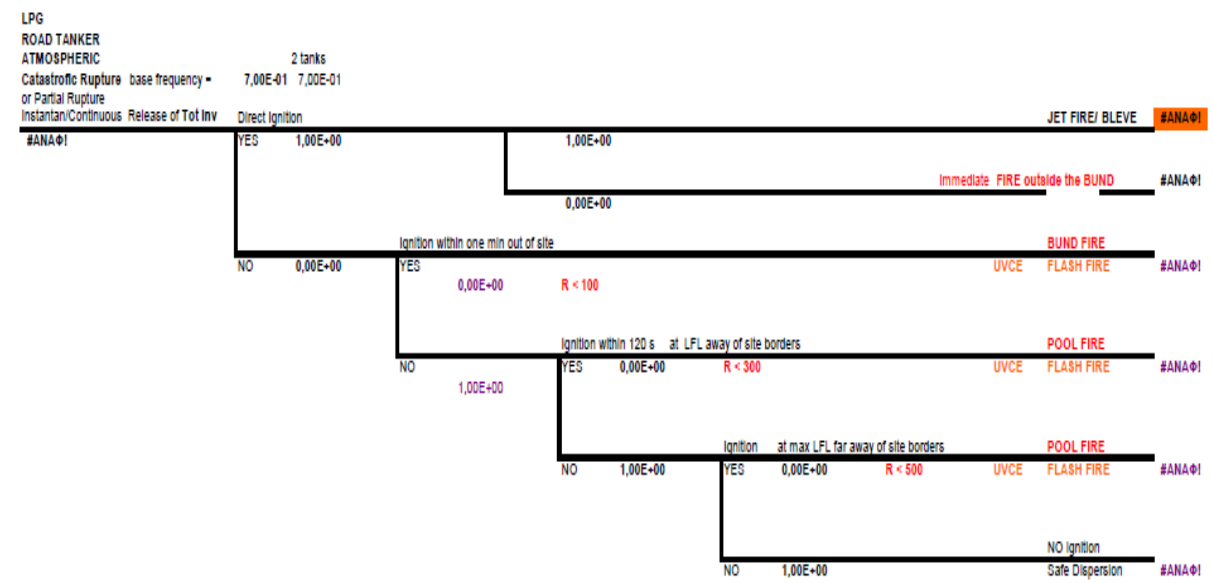 LPG
ROAD TANKER
ATMOSPHERIC 2 tanks
Catastrofic Rupture base frequency = 7,00E-01 7,00E-01
or Partial Rupture
Instantan/Continuous Release of Tot Inv Direct Ignition JET FIRE/ BLEVE #ΑΝΑΦ!
#ΑΝΑΦ! YES 1,00E+00 1,00E+00
Immediate FIRE outside the BUND #ΑΝΑΦ!
0,00E+00
Ignition within one min out of site BUND FIRE
NO 0,00E+00 YES UVCE FLASH FIRE #ΑΝΑΦ!
0,00E+00 R < 100
Ignition within 120 s at LFL away of site borders POOL FIRE
NO YES 0,00E+00 R < 300 UVCE FLASH FIRE #ΑΝΑΦ!
1,00E+00
Ignition at max LFL far away of site borders POOL FIRE
NO 1,00E+00 YES 0,00E+00 R < 500 UVCE FLASH FIRE #ΑΝΑΦ!
NO Ignition
NO 1,00E+00 Safe Dispersion #ΑΝΑΦ!